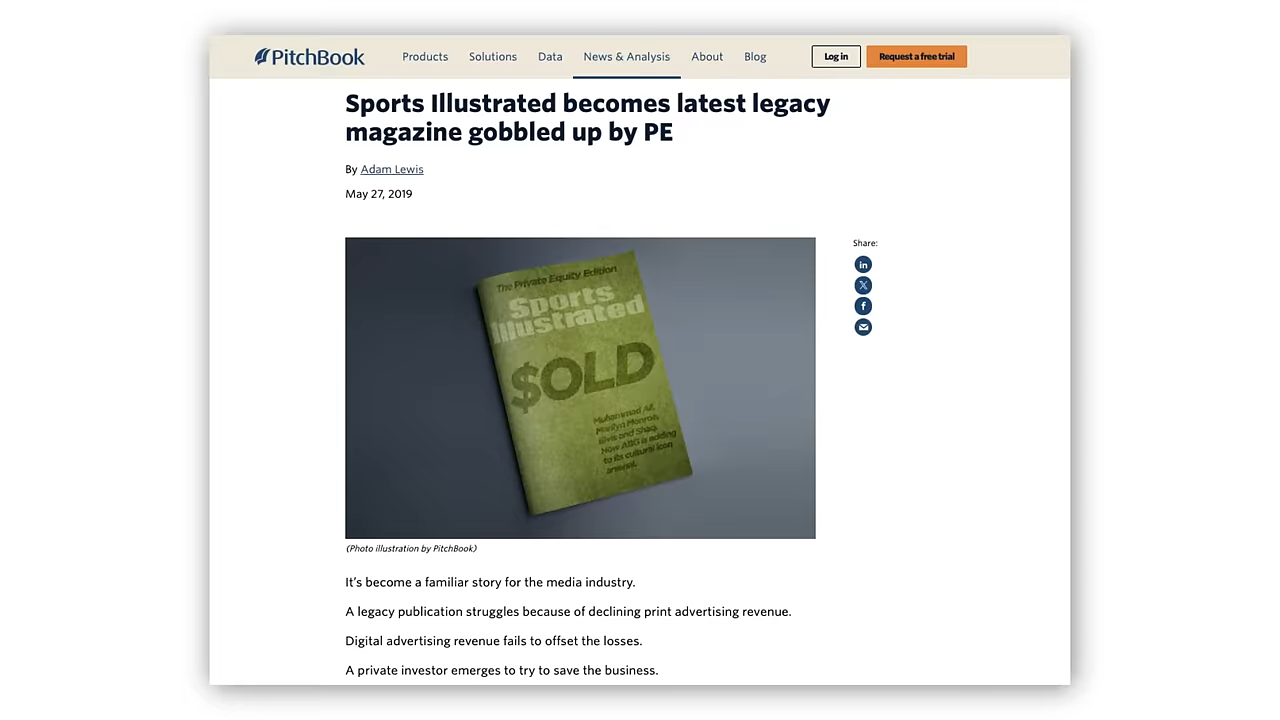 PitchBook
Products
Solutions
Data
News & Analysis
About
Blog
Log in
Request a free trial
Sports Illustrated becomes latest legacy
magazine gobbled up by PE
By Adam Lewis
May 27, 2019
Share:
The Private Equity Edition
Sports
Illustrated
$OLD
Muhammad Ali,
Marilyn Monroe,
Elvis and Shaq.
Now ABG is adding
to its cultural icon
arsenal.
(Photo illustration by PitchBook)
It's become a familiar story for the media industry.
A legacy publication struggles because of declining print advertising revenue.
Digital advertising revenue fails to offset the losses.
A private investor emerges to try to save the business.